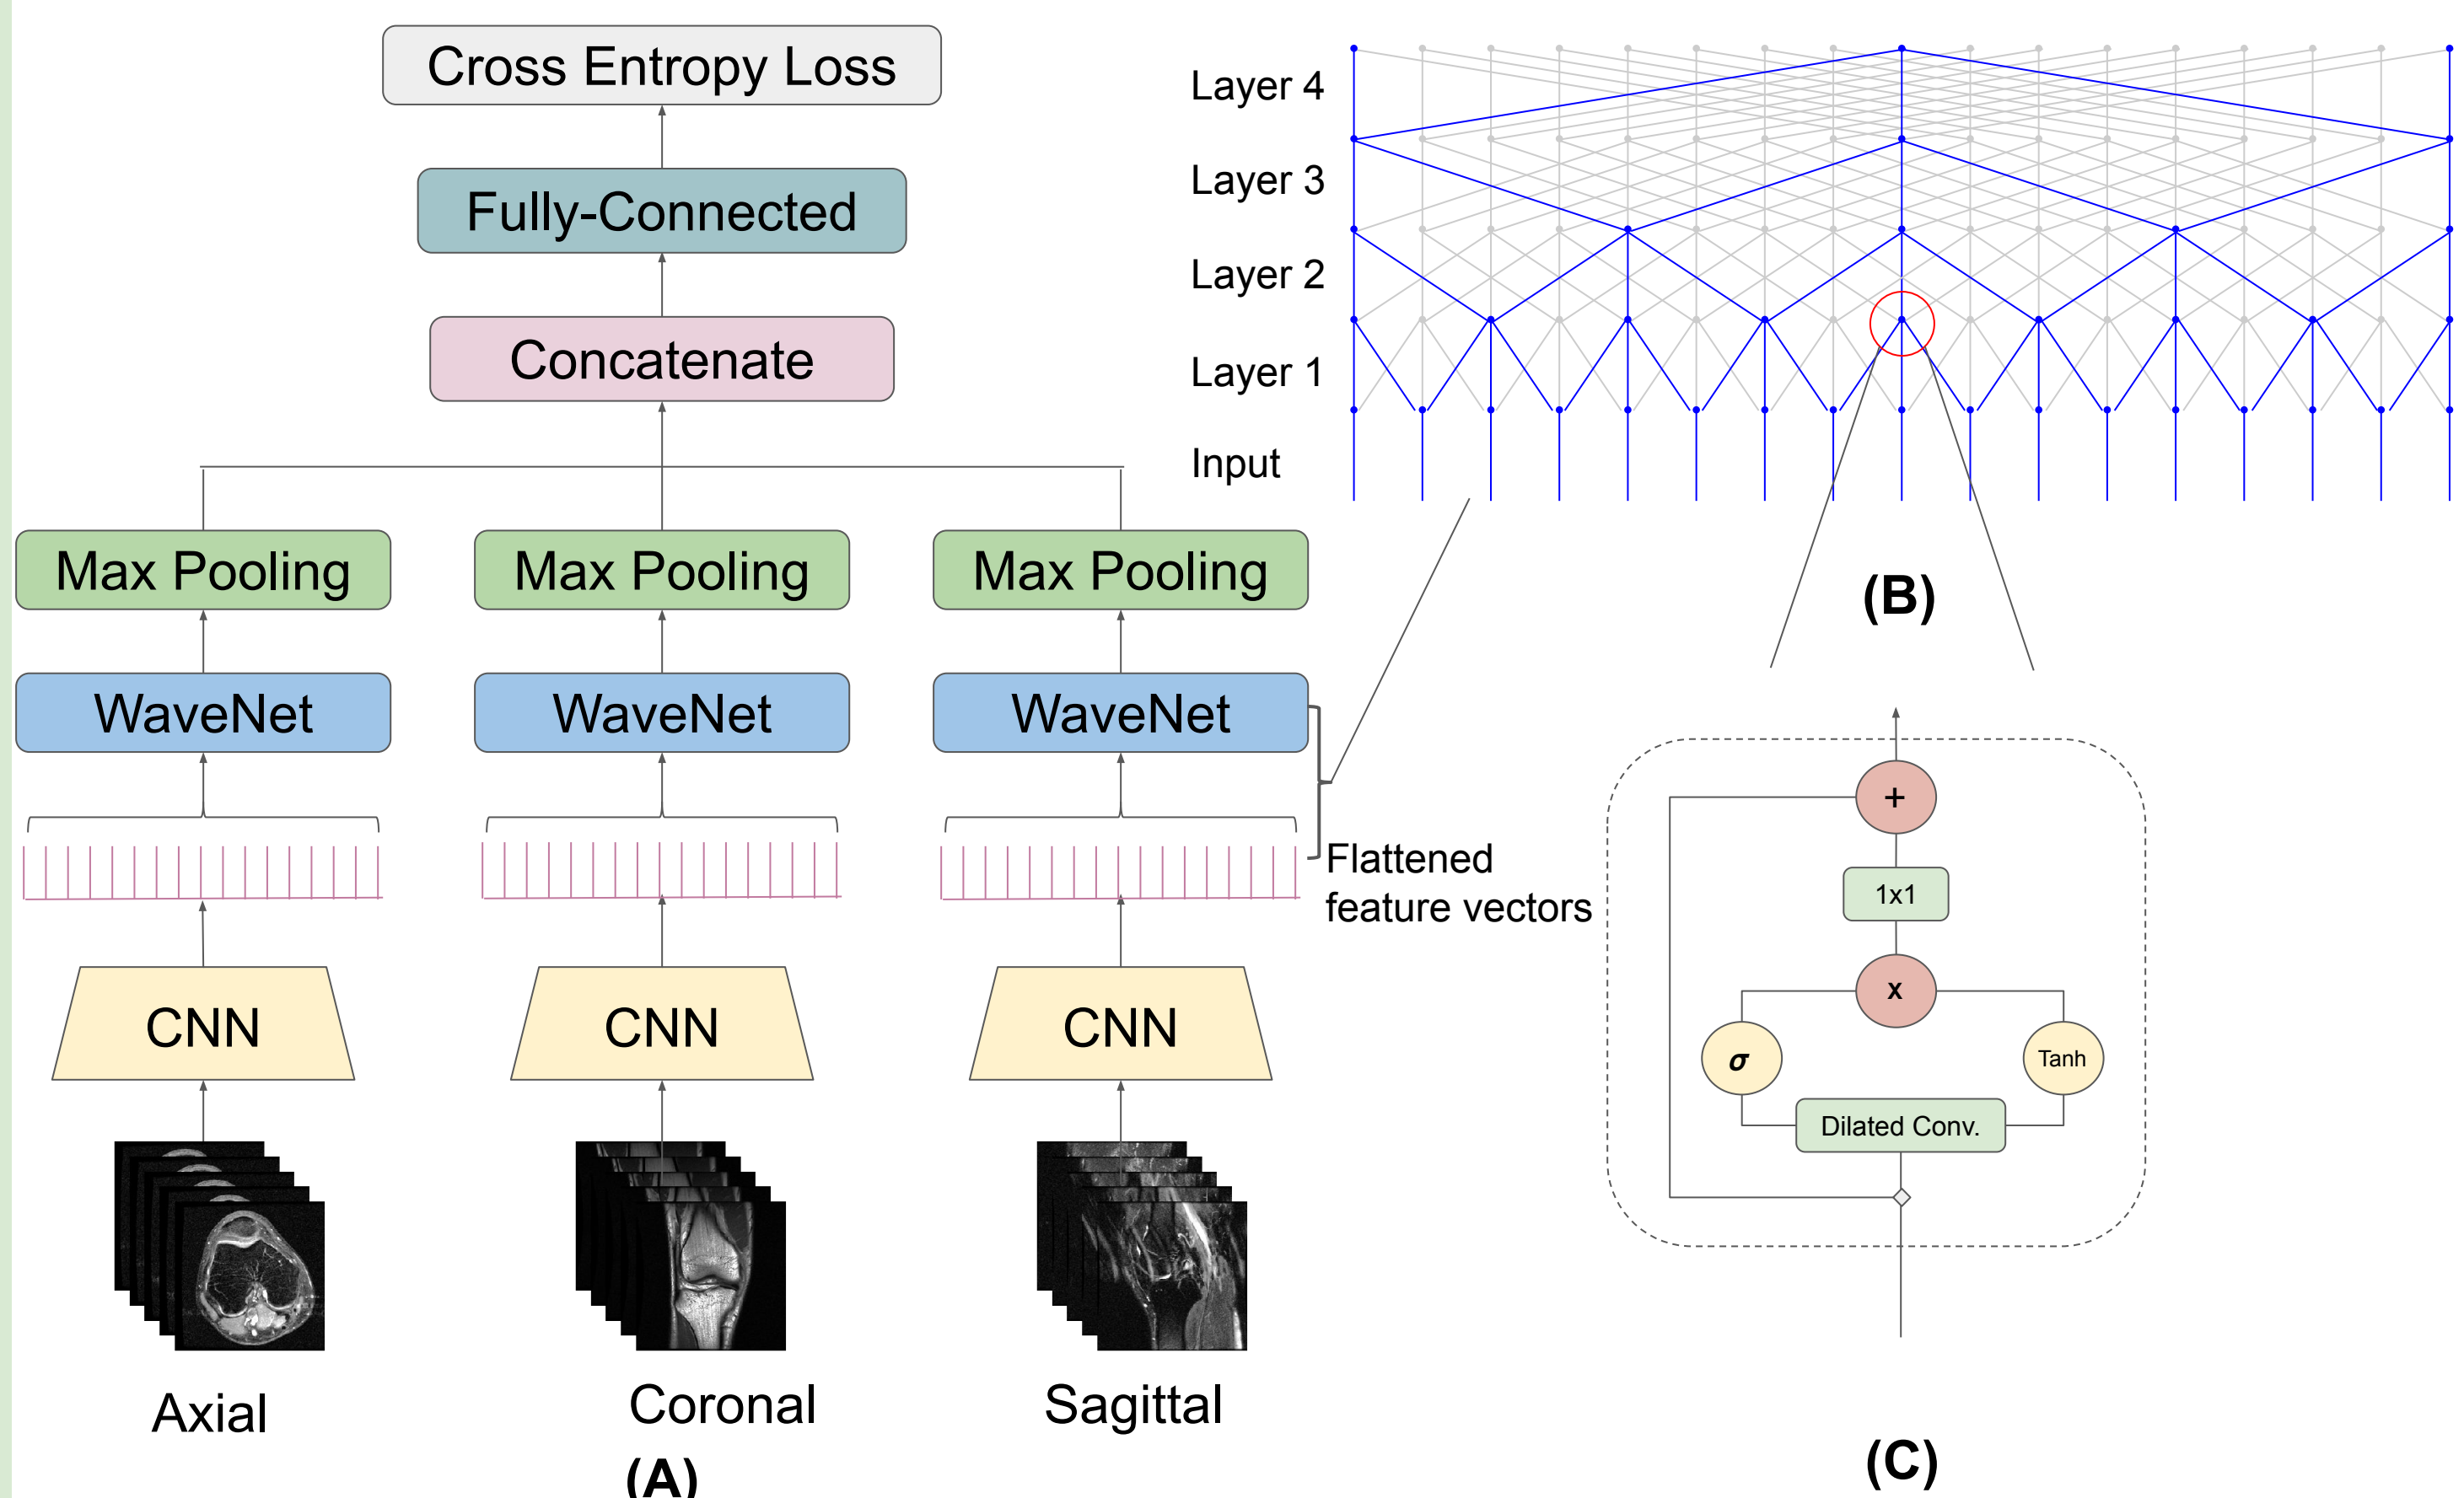 Cross Entropy Loss
Fully-Connected
Concatenate
Max Pooling
Max Pooling
Max Pooling
WaveNet
WaveNet
WaveNet
Flattened
feature vectors
CNN
CNN
CNN
Axial
Coronal
Sagittal
(A)
Layer 4
Layer 3
Layer 2
Layer 1
Input
(B)
+
1x1
x
σ
Tanh
Dilated Conv.
(C)